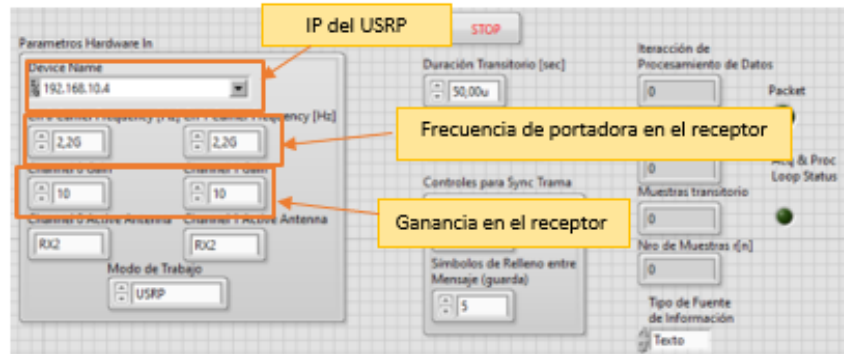 IP del USRP
STOP
Parametros Hardware In
Device Name
192.168.10.4
Duración Transitorio [sec]
50,00u
Iteracción de
Procesamiento de Datos
0
Packet
Frequency [Hz]
2,2G
2,2G
Frecuencia de portadora en el receptor
0
Acq & Proc
Loop Status
Channel 0 Gain
Channel 1 Gain
10
10
Controles para Sync Trama
Muestras transitorio
0
Ganancia en el receptor
Channel 0 Active Antenna
Channel 1 Active Antenna
RX2
RX2
Nro de Muestras r[n]
0
Modo de Trabajo
USRP
Simbolos de Relleno entre
Mensaje (guarda)
5
Tipo de Fuente
de Información
Texto